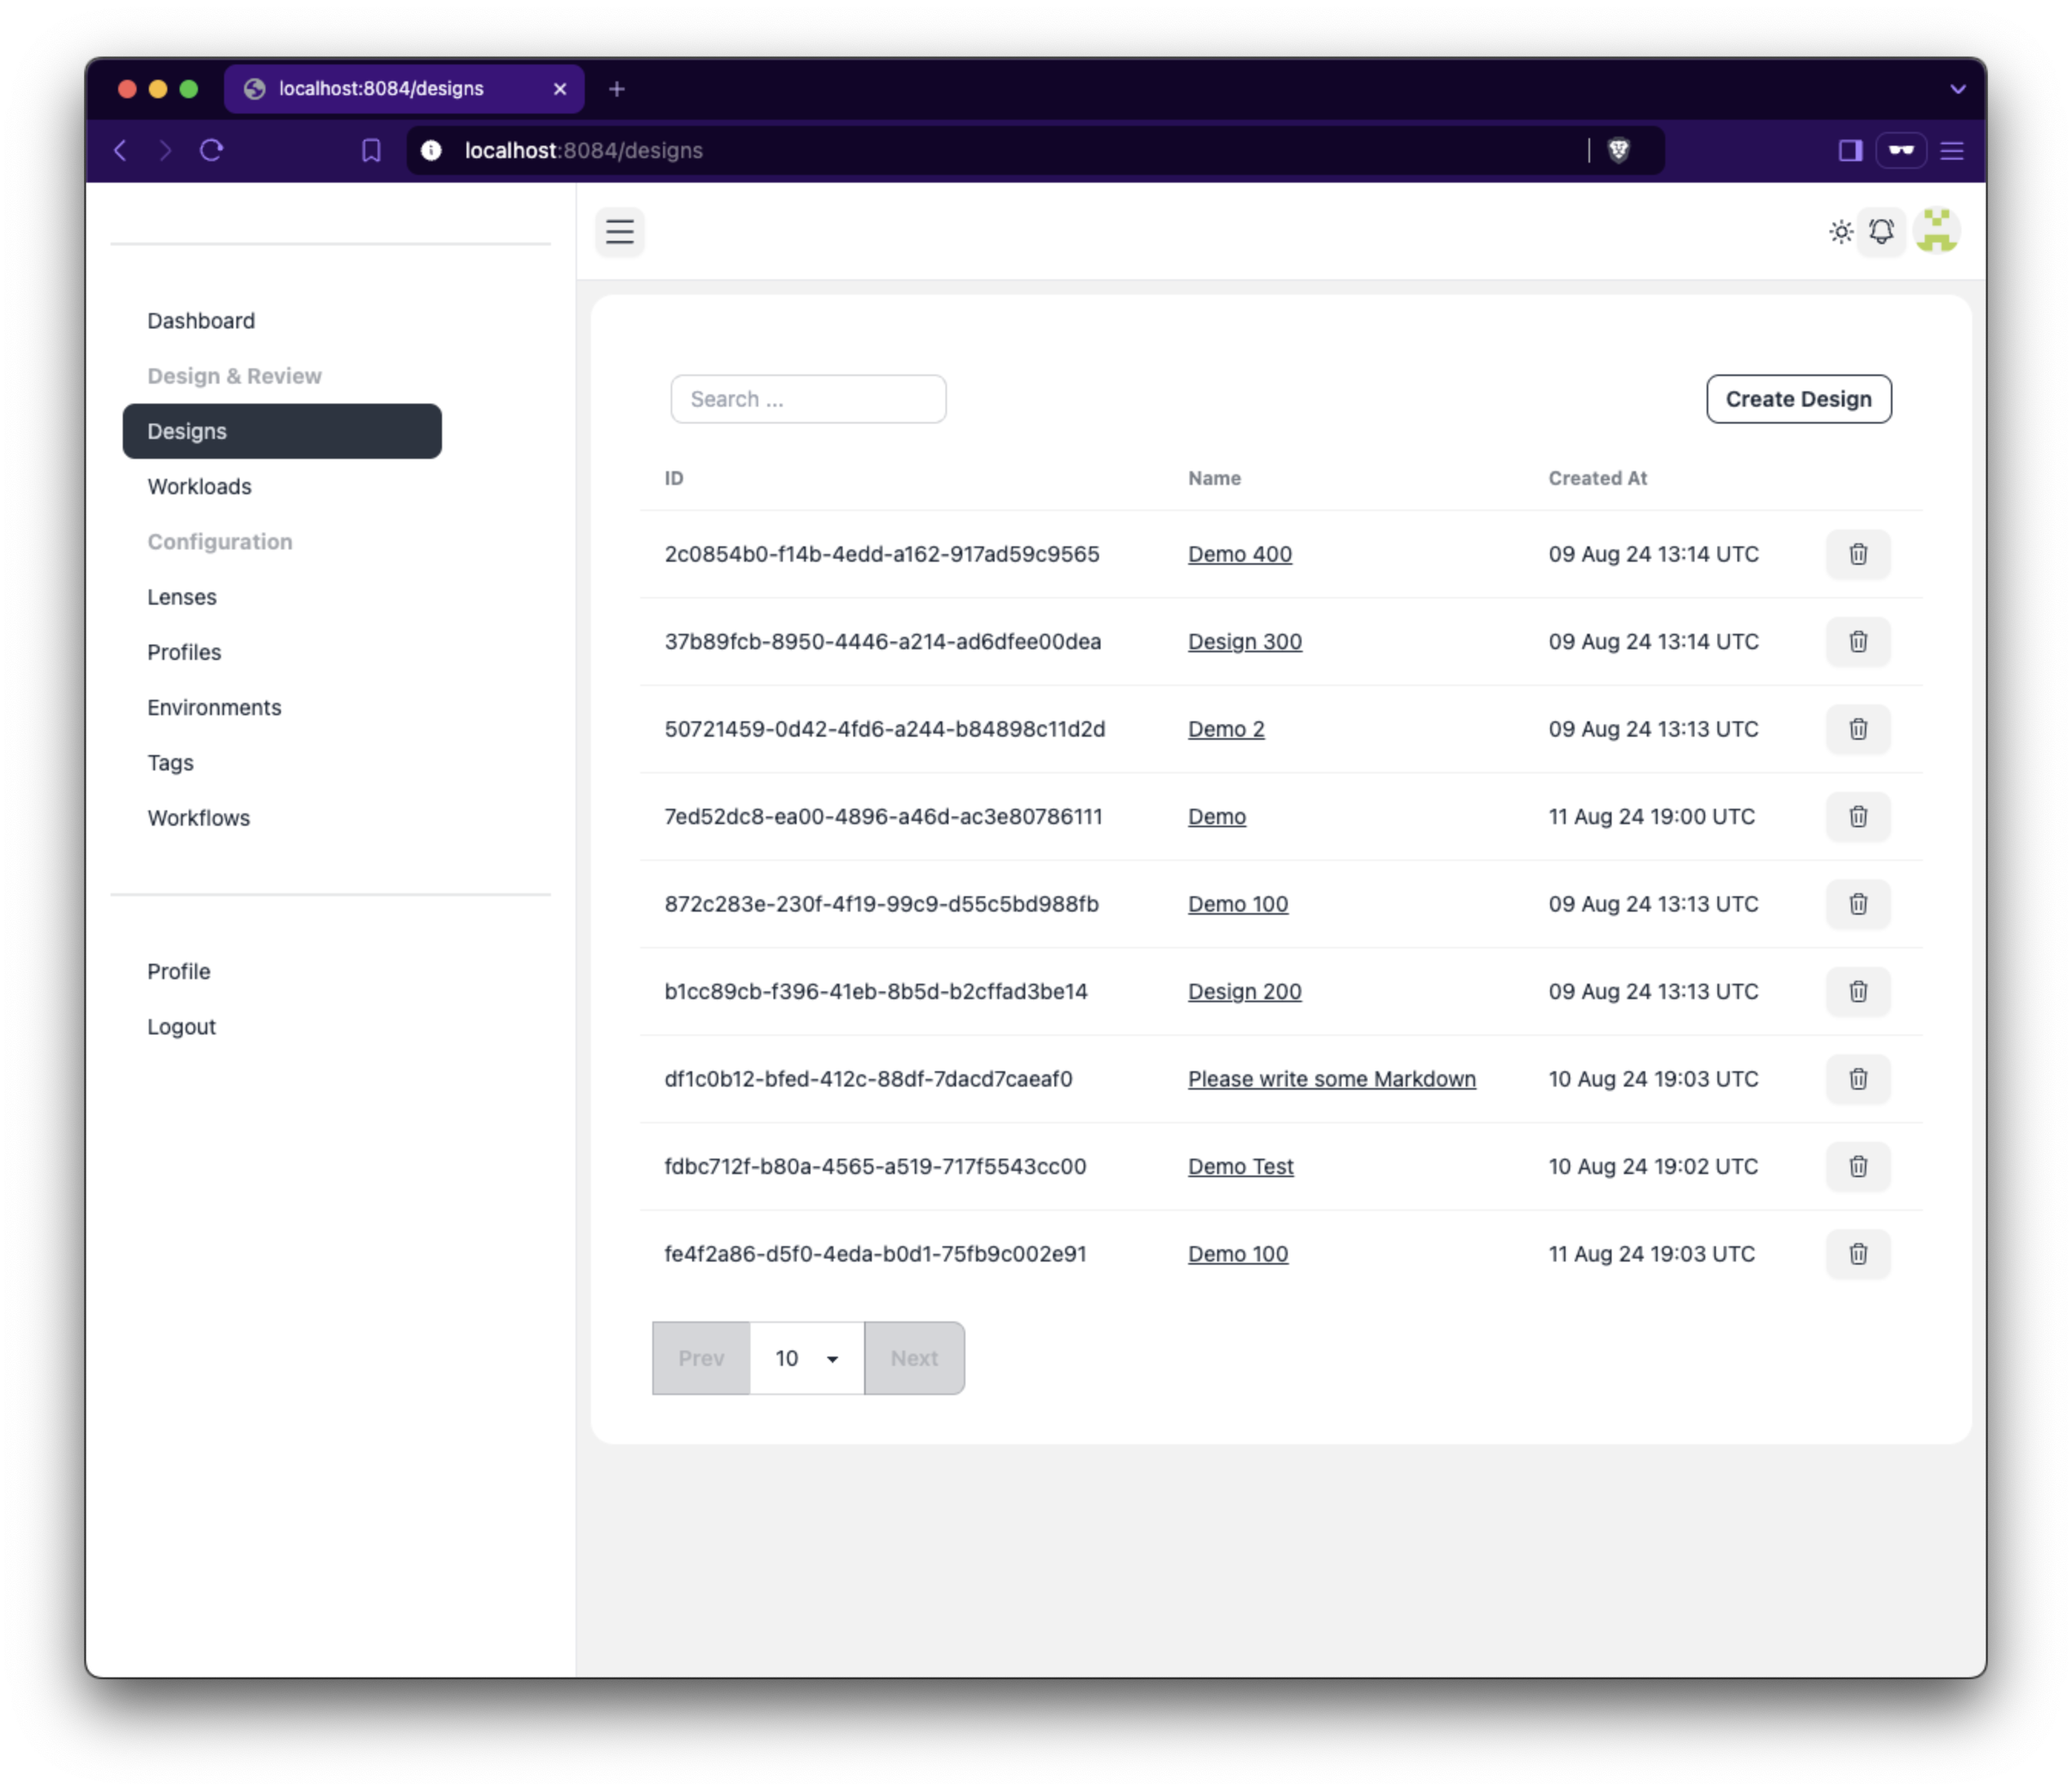 localhost:8084/designs
localhost:8084/designs
Dashboard
Design & Review
Designs
Workloads
Configuration
Lenses
Profiles
Environments
Tags
Workflows
Profile
Logout
Search ...
Create Design
ID Name Created At
2c0854b0-f14b-4edd-a162-917ad59c9565 Demo 400 09 Aug 24 13:14 UTC
37b89fcb-8950-4446-a214-ad6dfee00dea Design 300 09 Aug 24 13:14 UTC
50721459-0d42-4fd6-a244-b84898c11d2d Demo 2 09 Aug 24 13:13 UTC
7ed52dc8-ea00-4896-a46d-ac3e80786111 Demo 11 Aug 24 19:00 UTC
872c283e-230f-4f19-99c9-d55c5bd988fb Demo 100 09 Aug 24 13:13 UTC
b1cc89cb-f396-41eb-8b5d-b2cffad3be14 Design 200 09 Aug 24 13:13 UTC
df1c0b12-bfed-412c-88df-7dacd7caeaf0 Please write some Markdown 10 Aug 24 19:03 UTC
fdbc712f-b80a-4565-a519-717f5543cc00 Demo Test 10 Aug 24 19:02 UTC
fe4f2a86-d5f0-4eda-b0d1-75fb9c002e91 Demo 100 11 Aug 24 19:03 UTC
Prev 10 Next